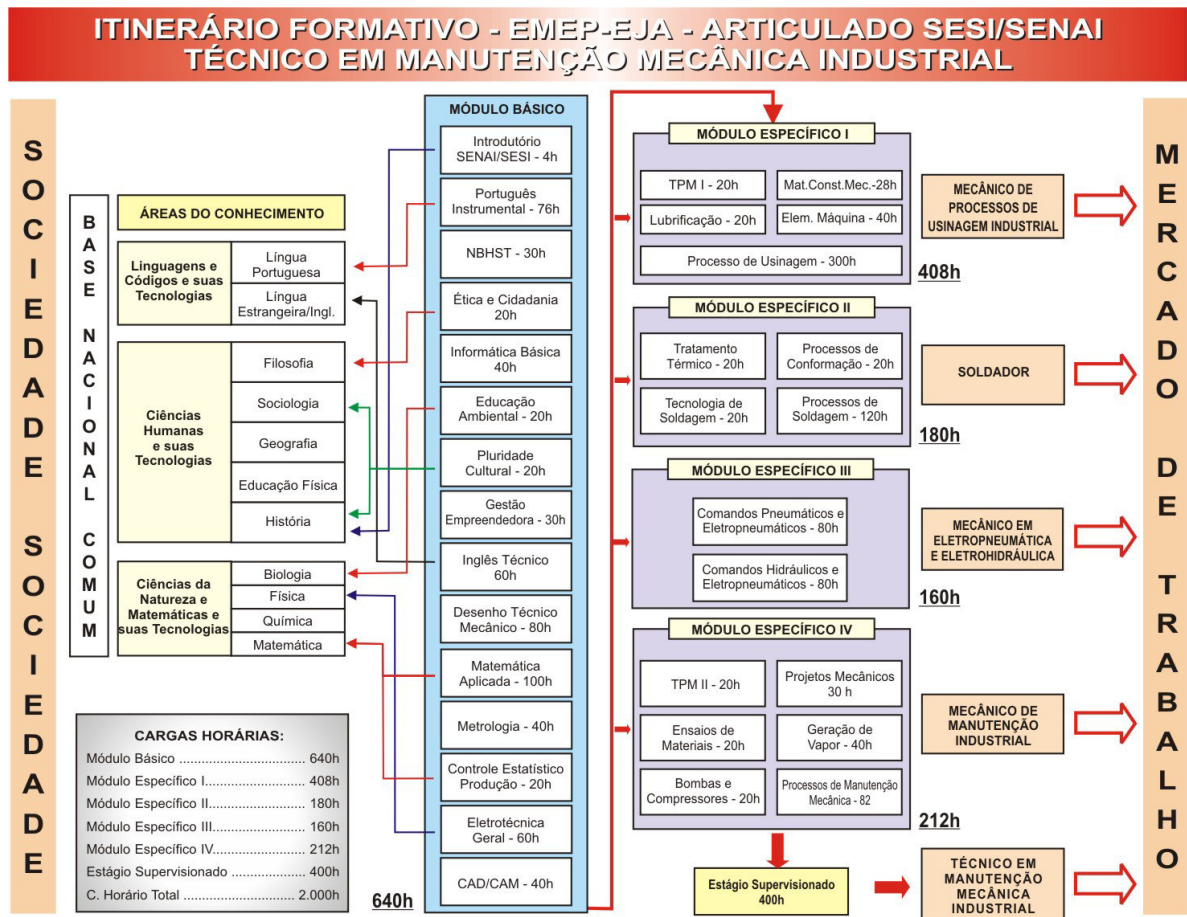 ITINERÁRIO FORMATIVO - EMEP-EJA - ARTICULADO SESI/SENAI
TÉCNICO EM MANUTENÇÃO MECÂNICA INDUSTRIAL
SOCIEDADE SOCIEDADE
BASE NACIONAL COMUM
ÁREAS DO CONHECIMENTO
Linguagens e
Códigos e suas
Tecnologias
Língua
Portuguesa
Língua
Estrangeira/Ingl.
Ciências
Humanas
e suas
Tecnologias
Filosofia
Sociologia
Geografia
Educação Física
História
Ciências da
Natureza e
Matemáticas e
suas Tecnologias
Biologia
Física
Química
Matemática
CARGAS HORÁRIAS:
Módulo Básico ............................ 640h
Módulo Específico I...................... 408h
Módulo Específico II..................... 180h
Módulo Específico III.................... 160h
Módulo Específico IV................... 212h
Estágio Supervisionado .............. 400h
C. Horário Total ........................ 2.000h
MÓDULO BÁSICO
Introdutório
SENAI/SESI - 4h
Português
Instrumental - 76h
NBHST - 30h
Ética e Cidadania
20h
Informática Básica
40h
Educação
Ambiental - 20h
Pluridade
Cultural - 20h
Gestão
Empreendedora - 30h
Inglês Técnico
60h
Desenho Técnico
Mecânico - 80h
Matemática
Aplicada - 100h
Metrologia - 40h
Controle Estatístico
Produção - 20h
Eletrotécnica
Geral - 60h
CAD/CAM - 40h
640h
MÓDULO ESPECÍFICO I
TPM I - 20h
Mat.Const.Mec.-28h
Lubrificação - 20h
Elem. Máquina - 40h
Processo de Usinagem - 300h
408h
MECÂNICO DE
PROCESSOS DE
USINAGEM INDUSTRIAL
MÓDULO ESPECÍFICO II
Tratamento
Térmico - 20h
Processos de
Conformação - 20h
Tecnologia de
Soldagem - 20h
Processos de
Soldagem - 120h
180h
SOLDADOR
MÓDULO ESPECÍFICO III
Comandos Pneumáticos e
Eletropneumáticos - 80h
Comandos Hidráulicos e
Eletropneumáticos - 80h
160h
MECÂNICO EM
ELETROPNEUMÁTICA
E ELETROHIDRÁULICA
MÓDULO ESPECÍFICO IV
TPM II - 20h
Projetos Mecânicos
30 h
Ensaios de
Materiais - 20h
Geração de
Vapor - 40h
Bombas e
Compressores - 20h
Processos de Manutenção
Mecânica - 82
212h
MECÂNICO DE
MANUTENÇÃO
INDUSTRIAL
Estágio Supervisionado
400h
TÉCNICO EM
MANUTENÇÃO
MECÂNICA
INDUSTRIAL
MERCADO DE TRABALHO